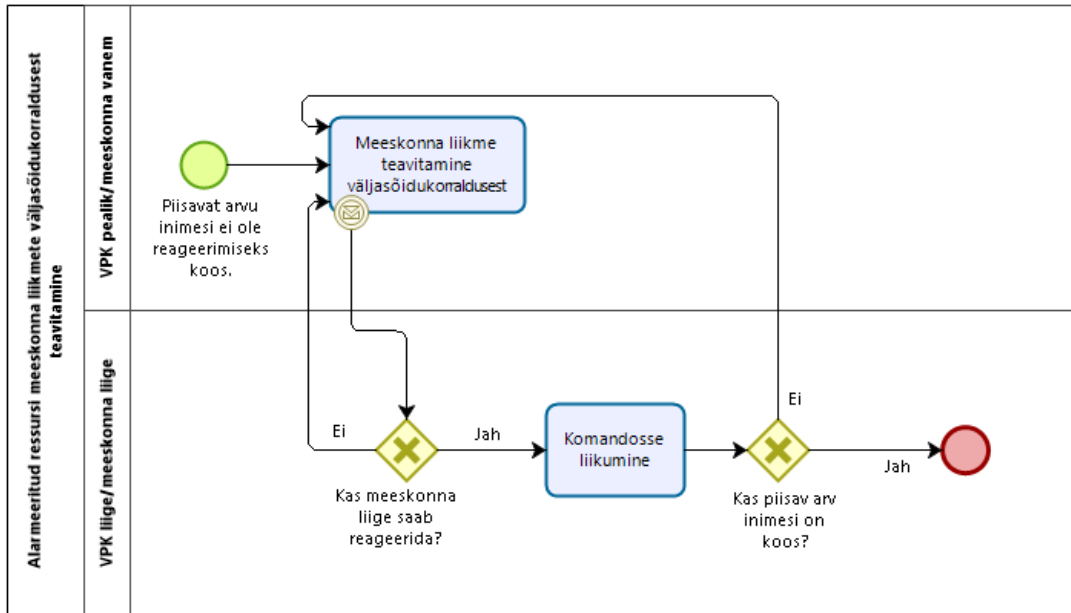 Alarmeeritud ressursi meeskonna liikmete väljasõidukorraldusest
teavitamine
VPK pealik/meeskonna vanem
Piisavat arvu
inimesi ei ole
reageerimiseks
koos.
Meeskonna liikme
teavitamine
väljasõidukorraldusest
VPK liige/meeskonna liige
Ei
Kas meeskonna
liige saab
reageerida?
Jah
Komandosse
liikumine
Ei
Kas piisav arv
inimesi on
koos?
Jah